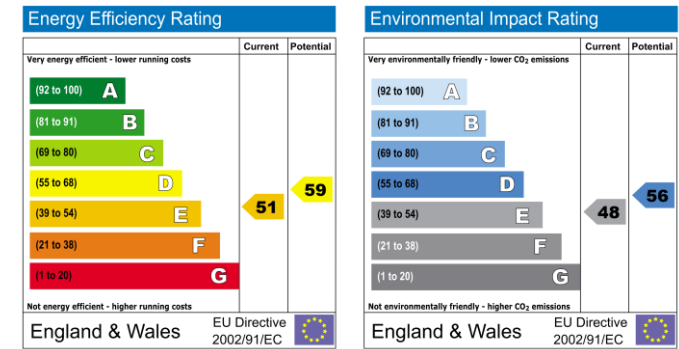 Energy Efficiency Rating
Current Potential
Very energy efficient - lower running costs
(92 to 100) A
(81 to 91) B
(69 to 80) C
(55 to 68) D
(39 to 54) E
(21 to 38) F
(1 to 20) G
51
59
Not energy efficient - higher running costs
England & Wales
EU Directive
2002/91/EC
Environmental Impact Rating
Current Potential
Very environmentally friendly - lower CO₂ emissions
(92 to 100) A
(81 to 91) B
(69 to 80) C
(55 to 68) D
(39 to 54) E
(21 to 38) F
(1 to 20) G
48
56
Not environmentally friendly - higher CO₂ emissions
England & Wales
EU Directive
2002/91/EC